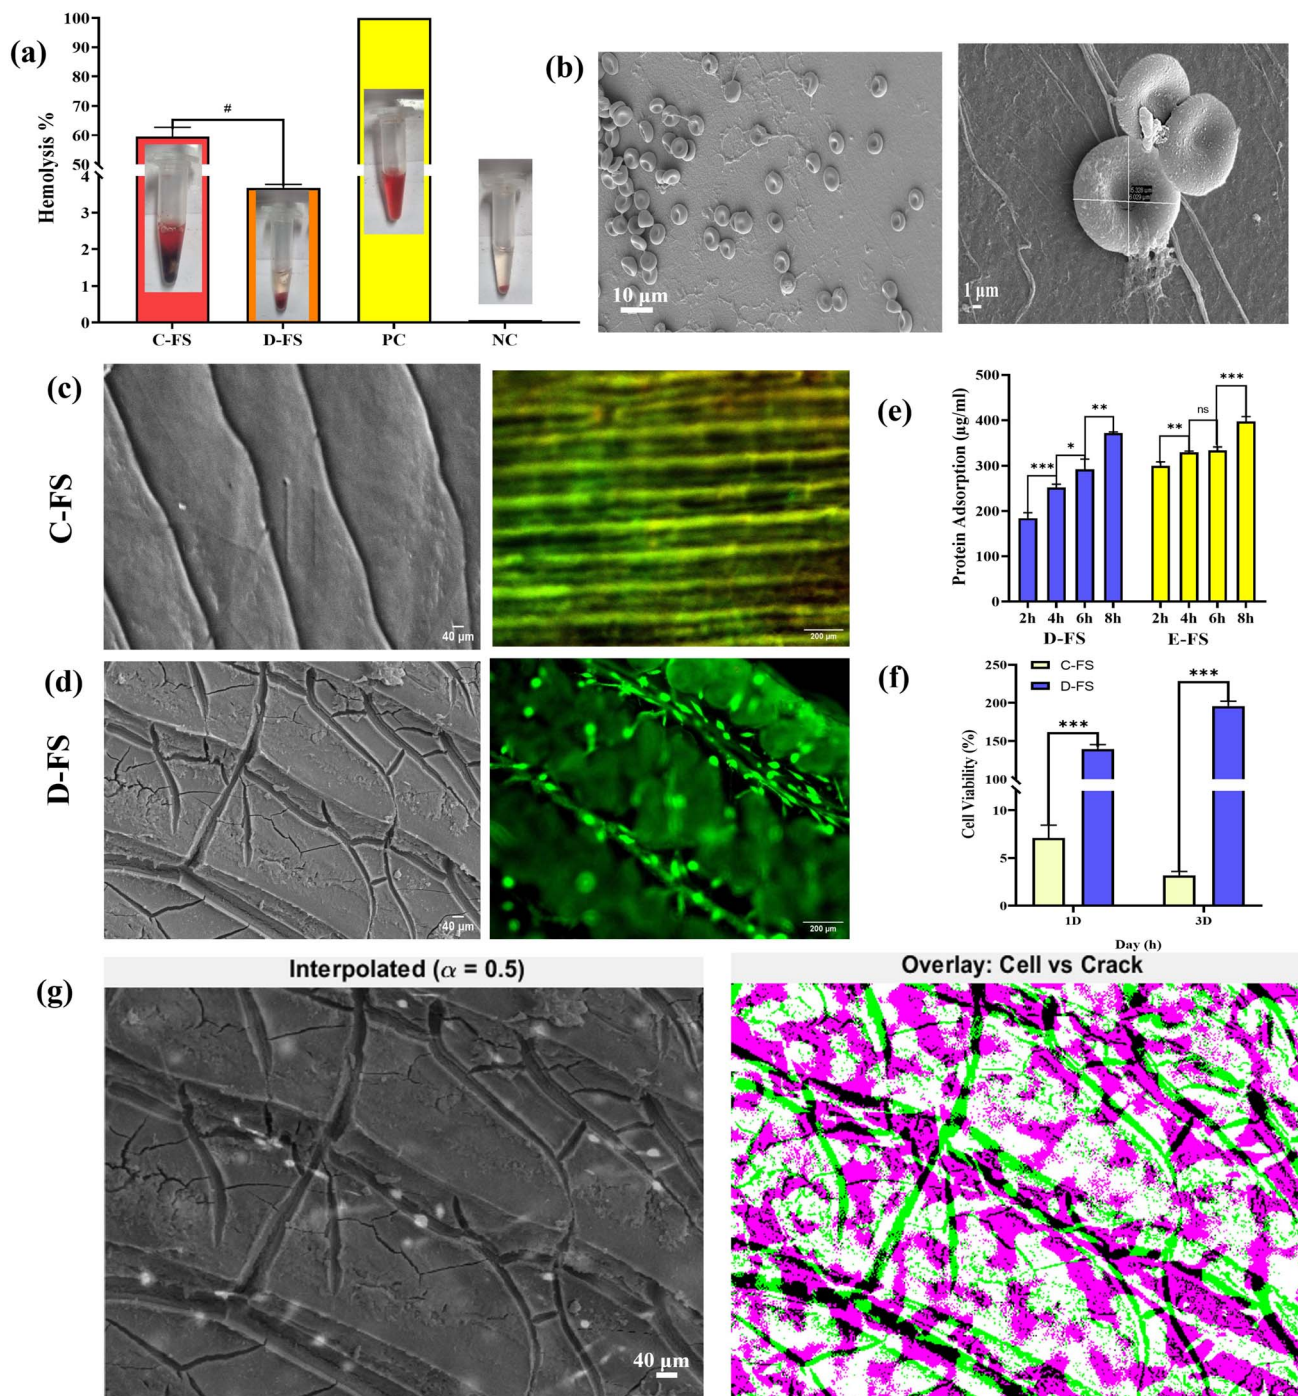 (a)
Hemolysis %
100
90
80
70
60
50
4
3
2
1
0
#
C-FS
D-FS
PC
NC
(b)
10 µm
1 µm
(c)
C-FS
40 µm
200 µm
(d)
D-FS
40 µm
200 µm
(e)
Protein Adsorption (µg/ml)
500
400
300
200
100
0
***
*
**
**
ns
***
2h 4h 6h 8h 2h 4h 6h 8h
D-FS E-FS
(f)
Cell Viability (%)
C-FS
D-FS
250
200
150
100
10
5
0
***
***
1D 3D
Day (h)
(g)
Interpolated (α = 0.5)
40 µm
Overlay: Cell vs Crack